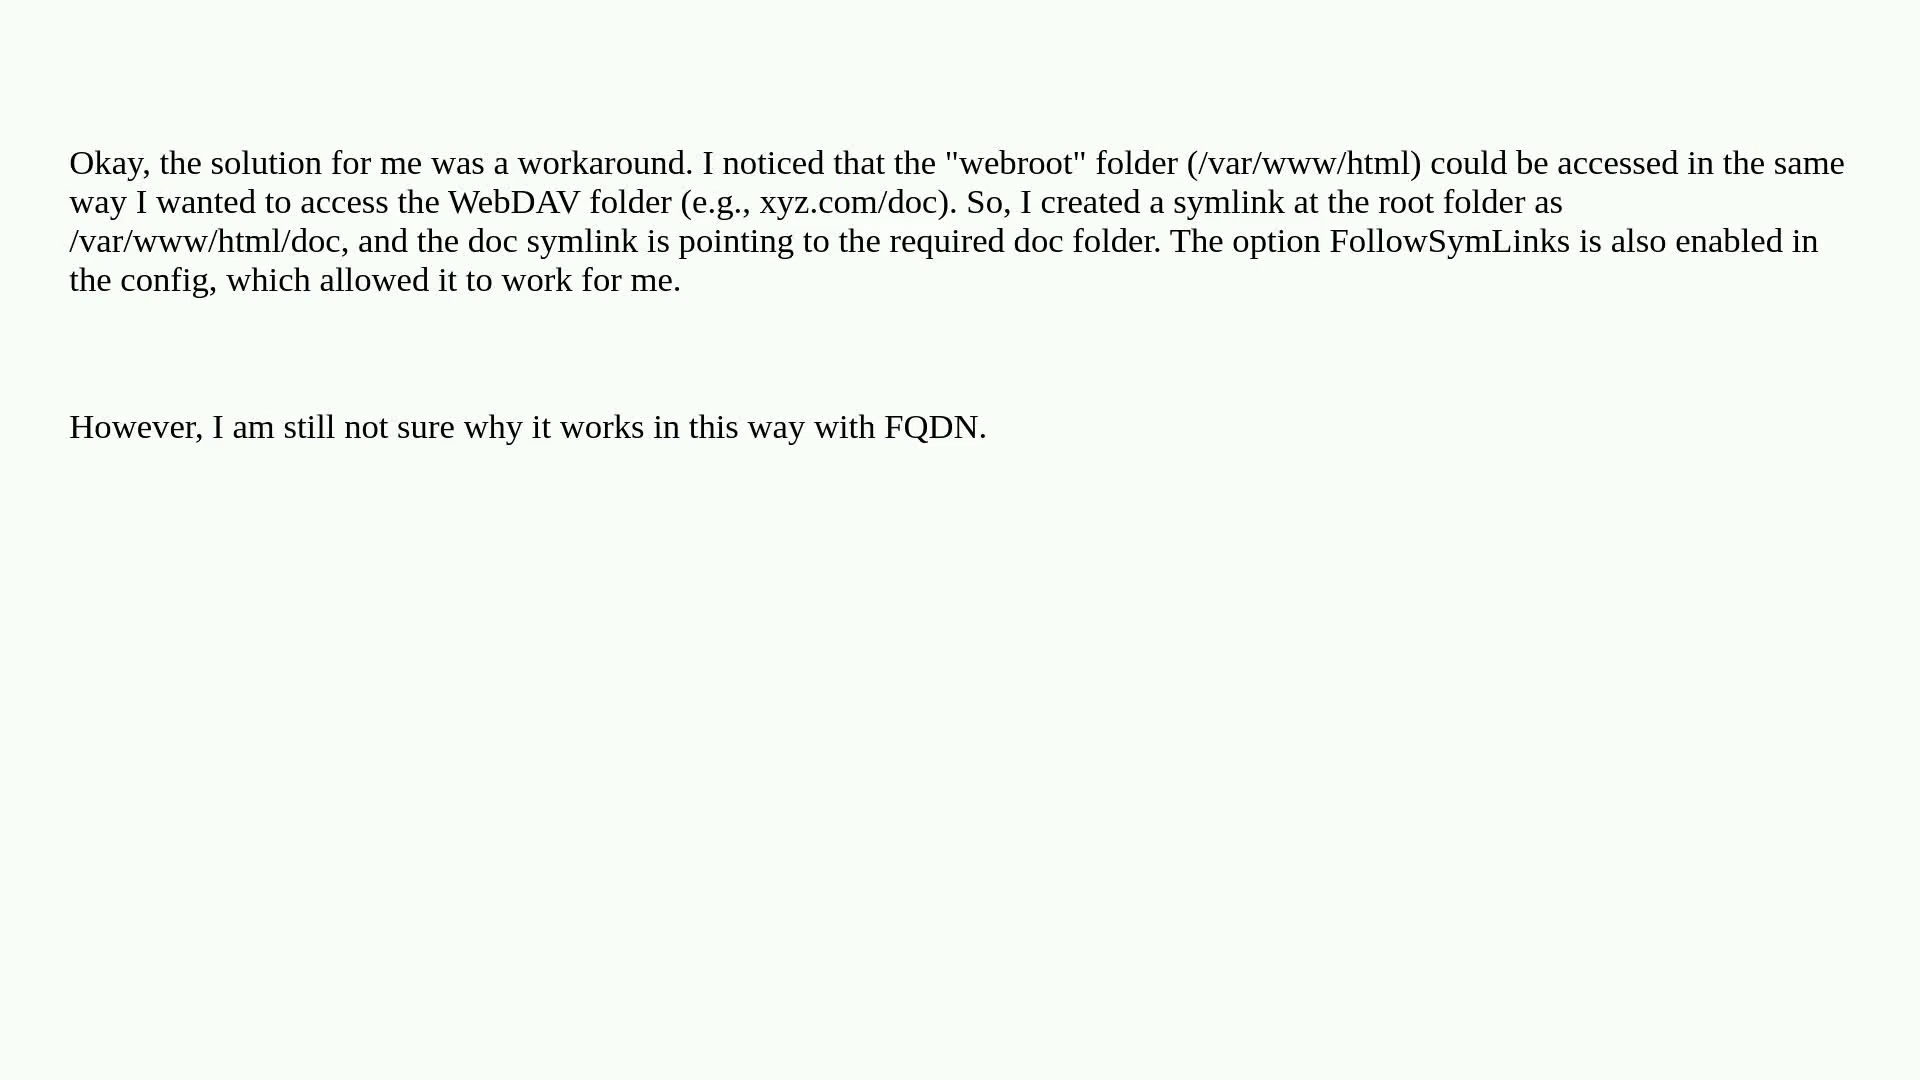 Okay, the solution for me was a workaround. I noticed that the "webroot" folder (/var/www/html) could be accessed in the same
way I wanted to access the WebDAV folder (e.g., xyz.com/doc). So, I created a symlink at the root folder as
/var/www/html/doc, and the doc symlink is pointing to the required doc folder. The option FollowSymLinks is also enabled in
the config, which allowed it to work for me.
However, I am still not sure why it works in this way with FQDN.